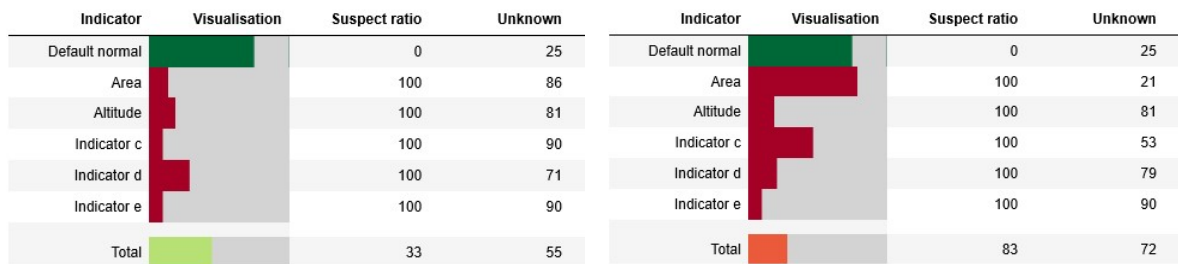 Indicator Visualisation Suspect ratio Unknown
Default normal 0 25
Area 100 86
Altitude 100 81
Indicator c 100 90
Indicator d 100 71
Indicator e 100 90
Total 33 55
Indicator Visualisation Suspect ratio Unknown
Default normal 0 25
Area 100 21
Altitude 100 81
Indicator c 100 53
Indicator d 100 79
Indicator e 100 90
Total 83 72